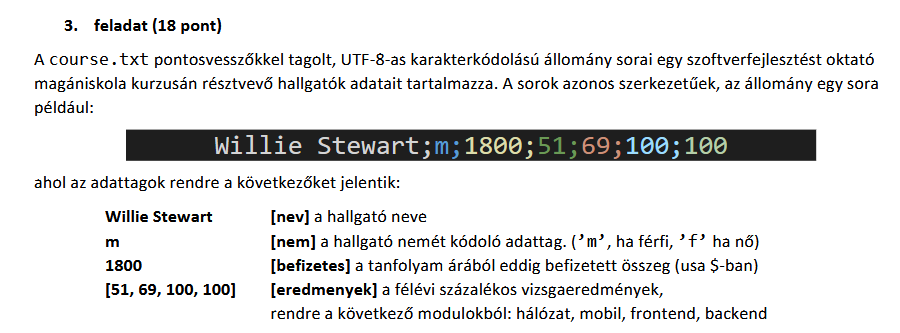 3. feladat (18 pont)
A course.txt pontosvesszőkkel tagolt, UTF-8-as karakterkódolású állomány sorai egy szoftverfejlesztést oktató
magániskola kurzusán résztvevő hallgatók adatait tartalmazza. A sorok azonos szerkezetűek, az állomány egy sora
például:
Willie Stewart;m;1800;51;69;100;100
ahol az adattagok rendre a következőket jelentik:
Willie Stewart [nev] a hallgató neve
m [nem] a hallgató nemét kódoló adattag. (’m’, ha férfi, ’f’ ha nő)
1800 [befizetes] a tanfolyam árából eddig befizetett összeg (usa $-ban)
[51, 69, 100, 100] [eredmenyek] a félévi százalékos vizsgaeredmények,
rendre a következő modulokból: hálózat, mobil, frontend, backend